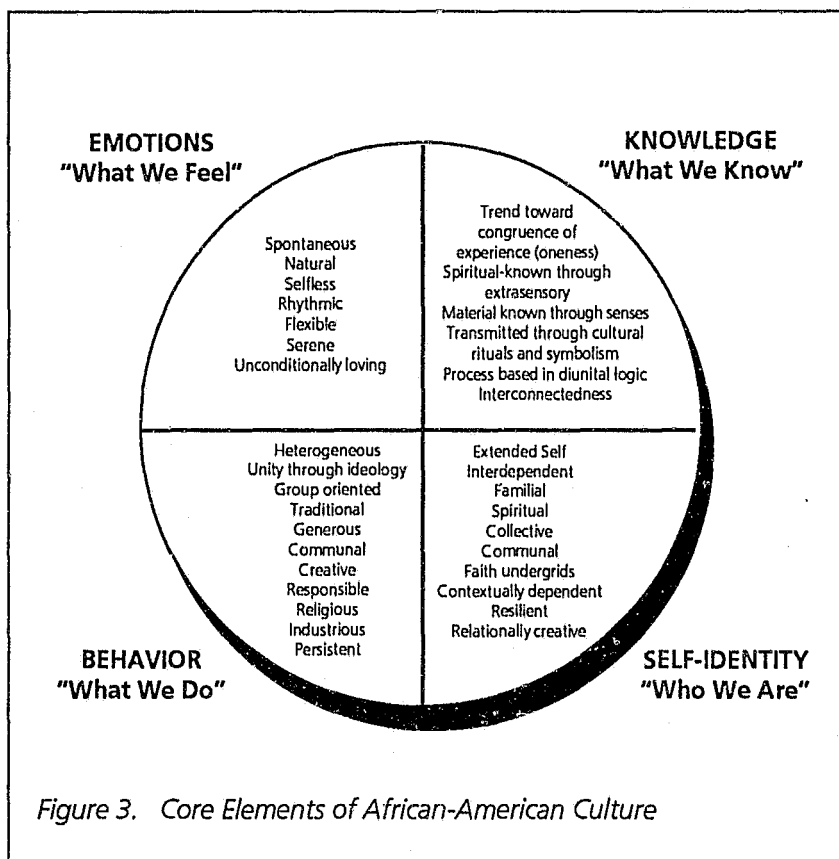 EMOTIONS
"What We Feel"
KNOWLEDGE
"What We Know"
Spontaneous
Natural
Selfless
Rhythmic
Flexible
Serene
Unconditionally loving
Trend toward
congruence of
experience (oneness)
Spiritual-known through
extrasensory
Material known through senses
Transmitted through cultural
rituals and symbolism
Process based in diunital logic
Interconnectedness
Heterogeneous
Unity through ideology
Group oriented
Traditional
Generous
Communal
Creative
Responsible
Religious
Industrious
Persistent
Extended Self
Interdependent
Familial
Spiritual
Collective
Communal
Faith undergrids
Contextually dependent
Resilient
Relationally creative
BEHAVIOR
"What We Do"
SELF-IDENTITY
"Who We Are"
Figure 3. Core Elements of African-American Culture